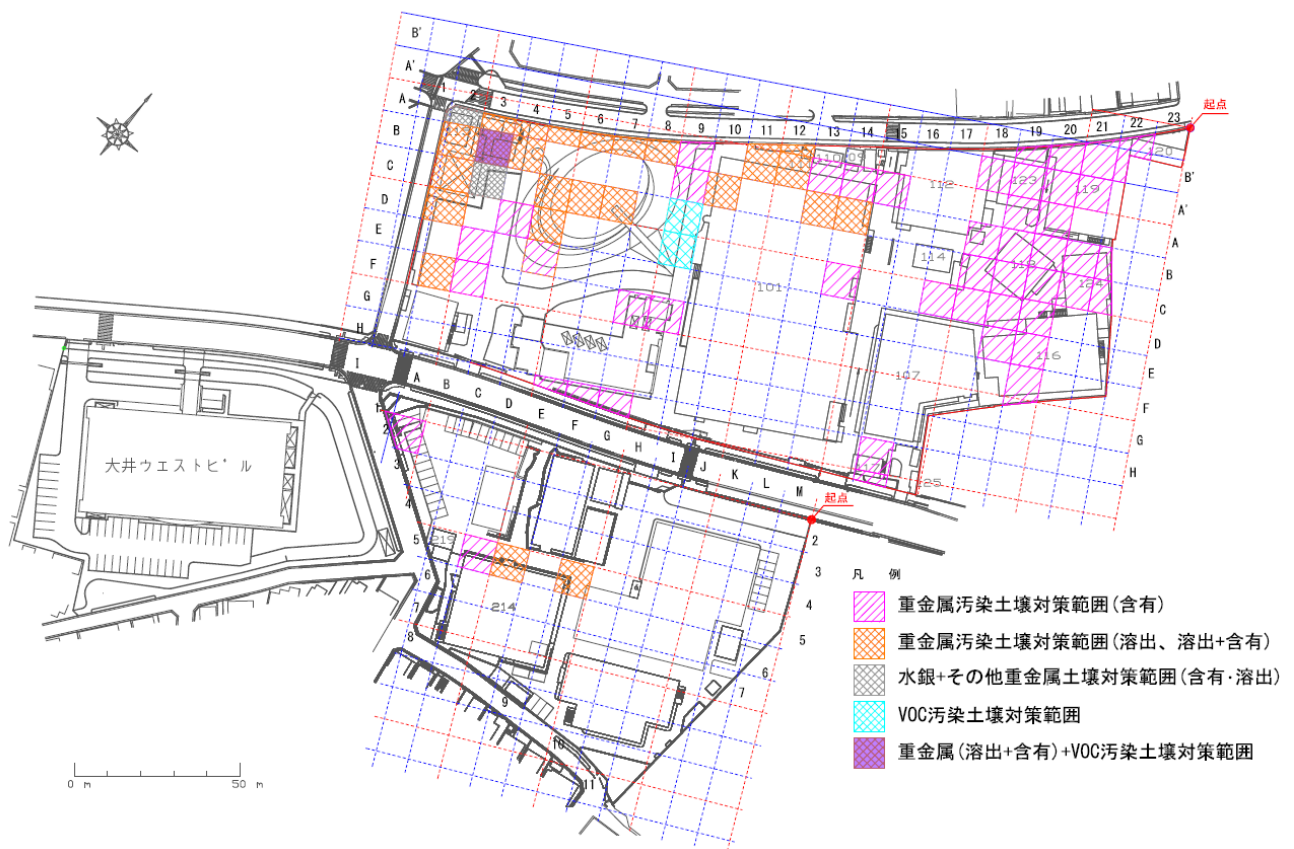 B'
A'
A
B
C
D
E
F
G
H
I
1 2 3 4 5 6 7 8 9 10 11 12 13 14 15 16 17 18 19 20 21 22 23
起点
120
B'
A'
A
B
C
D
E
F
G
H
112
123
119
114
101
124
116
107
125
A B C D E F G H I J K L M
起点
1
2
3
4
5
6
7
8
9
10
11
2
3
4
5
6
7
219
214
大井ウエストビル
0 m 50 m
凡 例
重金属汚染土壌対策範囲(含有)
重金属汚染土壌対策範囲(溶出、溶出+含有)
水銀+その他重金属土壌対策範囲(含有・溶出)
VOC汚染土壌対策範囲
重金属(溶出+含有)+VOC汚染土壌対策範囲